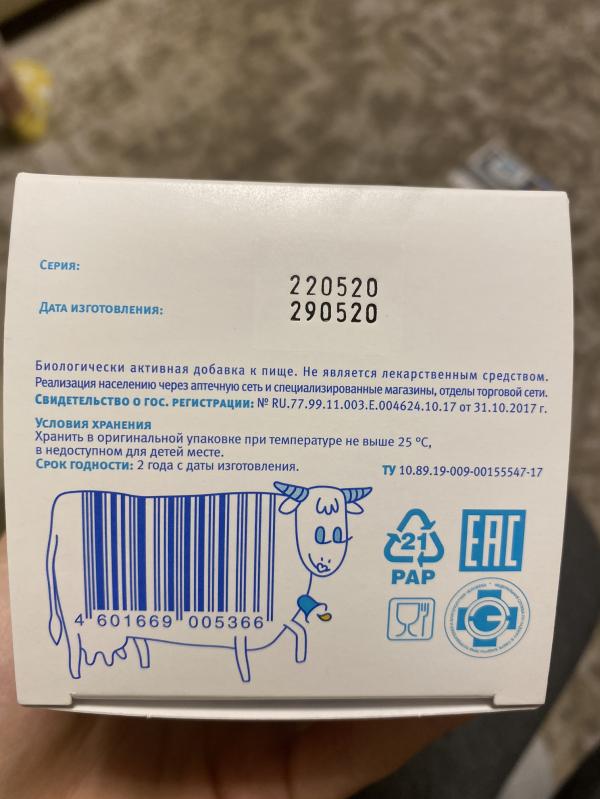 Серия:
220520
Дата изготовления:
290520
Биологически активная добавка к пище. Не является лекарственным средством.
Реализация населению через аптечную сеть и специализированные магазины, отделы торговой сети.
Свидетельство о гос. регистрации: № RU.77.99.11.003.E.004624.10.17 от 31.10.2017 г.
Условия хранения
Хранить в оригинальной упаковке при температуре не выше 25 °C,
в недоступном для детей месте.
Срок годности: 2 года с даты изготовления.
ТУ 10.89.19-009-00155547-17
4 601669 005366
21
PAP
EAC